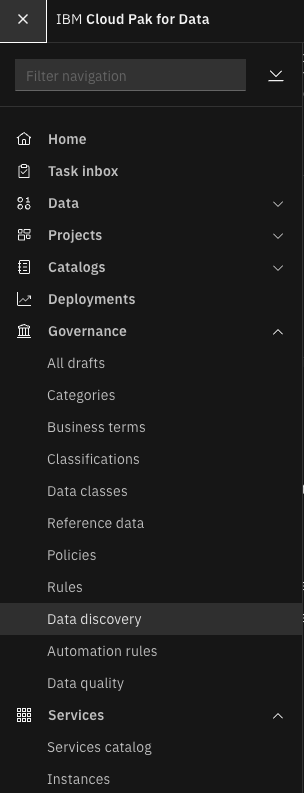 IBM Cloud Pak for Data
Filter navigation
Home
Task inbox
Data
Projects
Catalogs
Deployments
Governance
All drafts
Categories
Business terms
Classifications
Data classes
Reference data
Policies
Rules
Data discovery
Automation rules
Data quality
Services
Services catalog
Instances